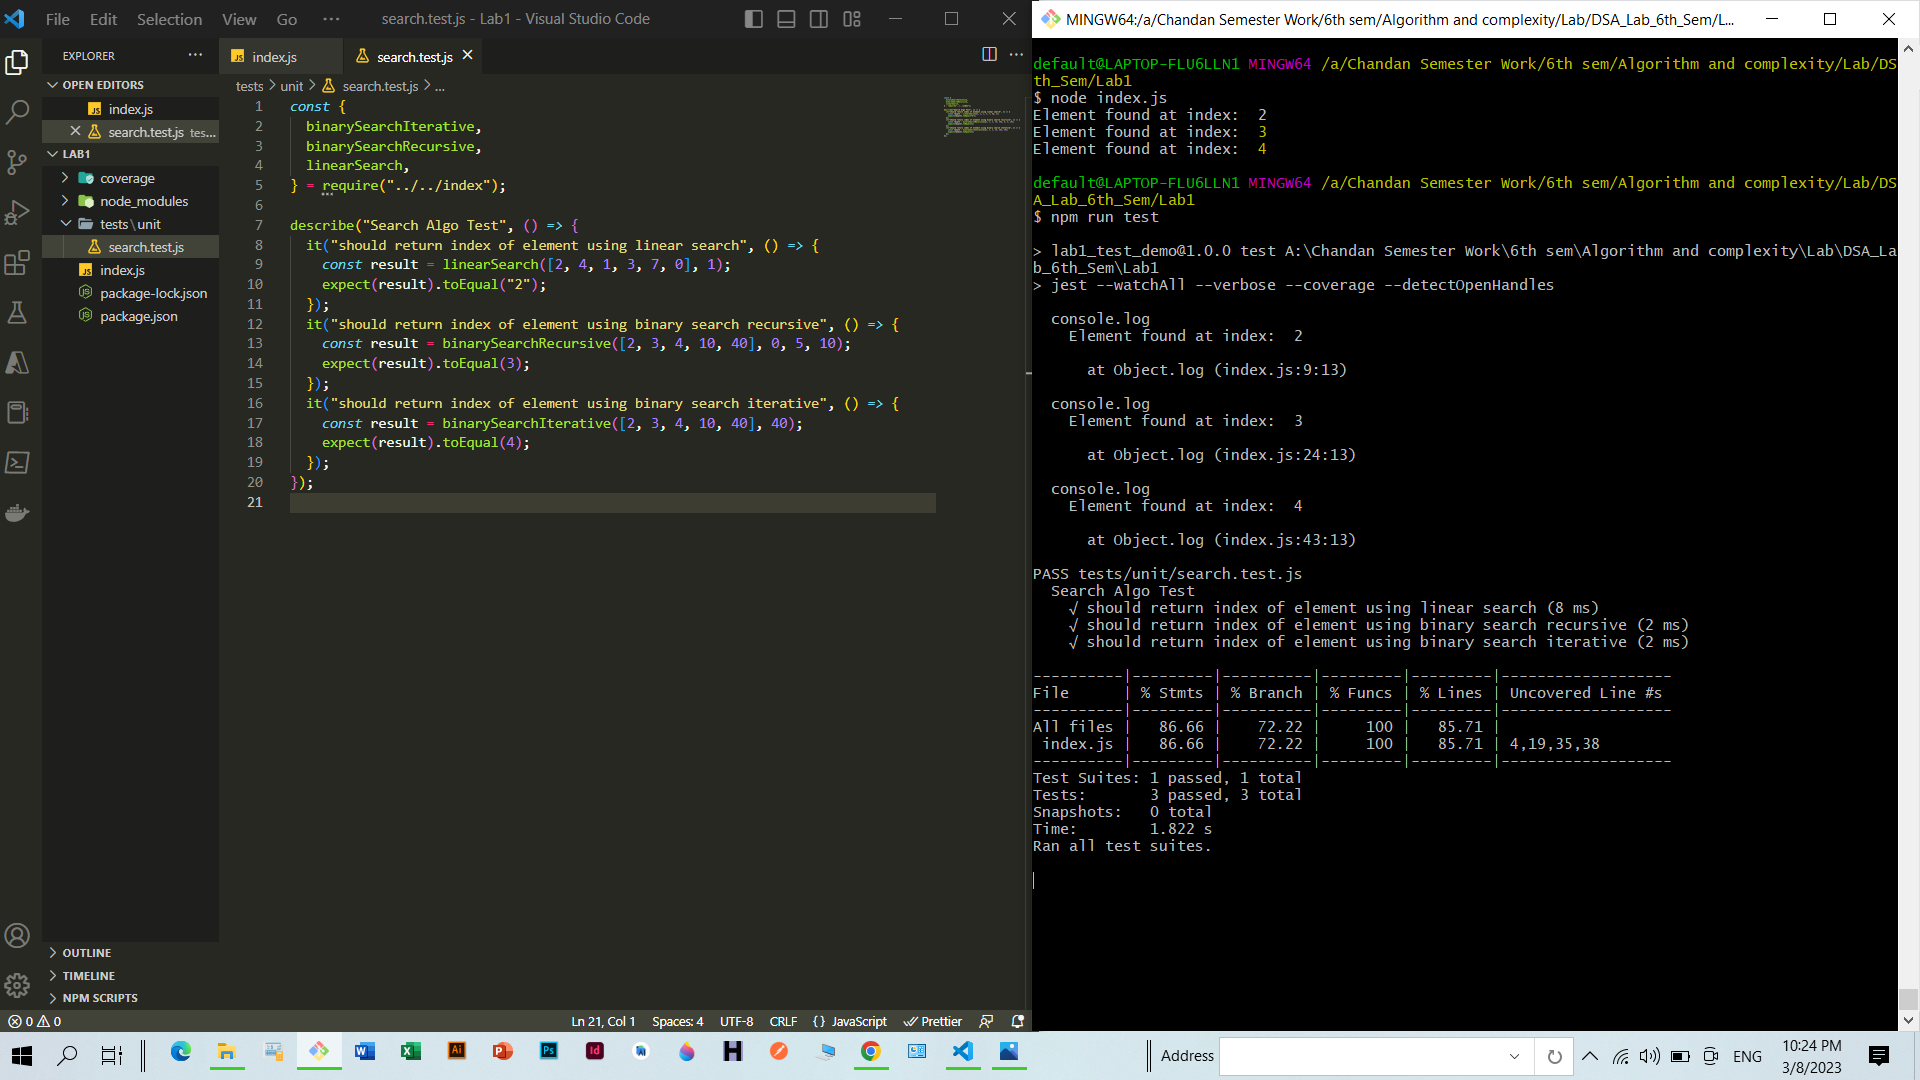 File Edit Selection View Go ··· search.test.js - Lab1 - Visual Studio Code
EXPLORER ···
OPEN EDITORS
index.js
search.test.js tes...
LAB1
coverage
node_modules
tests\unit
search.test.js
index.js
package-lock.json
package.json
OUTLINE
TIMELINE
NPM SCRIPTS
index.js search.test.js
tests > unit > search.test.js > ...
1 const {
2 binarySearchIterative,
3 binarySearchRecursive,
4 linearSearch,
5 } = require("../../index");
6
7 describe("Search Algo Test", () => {
8 it("should return index of element using linear search", () => {
9 const result = linearSearch([2, 4, 1, 3, 7, 0], 1);
10 expect(result).toEqual("2");
11 });
12 it("should return index of element using binary search recursive", () => {
13 const result = binarySearchRecursive([2, 3, 4, 10, 40], 0, 5, 10);
14 expect(result).toEqual(3);
15 });
16 it("should return index of element using binary search iterative", () => {
17 const result = binarySearchIterative([2, 3, 4, 10, 40], 40);
18 expect(result).toEqual(4);
19 });
20 });
21
0 0 Ln 21, Col 1 Spaces: 4 UTF-8 CRLF {} JavaScript Prettier
MINGW64:/a/Chandan Semester Work/6th sem/Algorithm and complexity/Lab/DSA_Lab_6th_Sem/L...
default@LAPTOP-FLU6LLN1 MINGW64 /a/Chandan Semester Work/6th sem/Algorithm and complexity/Lab/DS
th_Sem/Lab1
$ node index.js
Element found at index:  2
Element found at index:  3
Element found at index:  4
default@LAPTOP-FLU6LLN1 MINGW64 /a/Chandan Semester Work/6th sem/Algorithm and complexity/Lab/DS
A_Lab_6th_Sem/Lab1
$ npm run test
> lab1_test_demo@1.0.0 test A:\Chandan Semester Work\6th sem\Algorithm and complexity\Lab\DSA_La
b_6th_Sem\Lab1
> jest --watchAll --verbose --coverage --detectOpenHandles
console.log
Element found at index:  2
at Object.log (index.js:9:13)
console.log
Element found at index:  3
at Object.log (index.js:24:13)
console.log
Element found at index:  4
at Object.log (index.js:43:13)
PASS tests/unit/search.test.js
Search Algo Test
√ should return index of element using linear search (8 ms)
√ should return index of element using binary search recursive (2 ms)
√ should return index of element using binary search iterative (2 ms)
----------|---------|----------|---------|---------|-------------------
File      | % Stmts | % Branch | % Funcs | % Lines | Uncovered Line #s
----------|---------|----------|---------|---------|-------------------
All files |   86.66 |    72.22 |     100 |   85.71 |
index.js |   86.66 |    72.22 |     100 |   85.71 | 4,19,35,38
----------|---------|----------|---------|---------|-------------------
Test Suites: 1 passed, 1 total
Tests:       3 passed, 3 total
Snapshots:   0 total
Time:        1.822 s
Ran all test suites.
Address
ENG
10:24 PM
3/8/2023